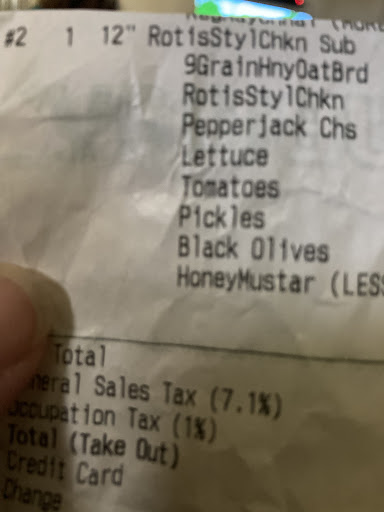 #2 1 12" RotisStylChkn Sub
9GrainHnyOatBrd
RotisStylChkn
Pepperjack Chs
Lettuce
Tomatoes
Pickles
Black Olives
HoneyMustar (LES
Total
neral Sales Tax (7.1%)
Occupation Tax (1%)
Total (Take Out)
Credit Card
Change